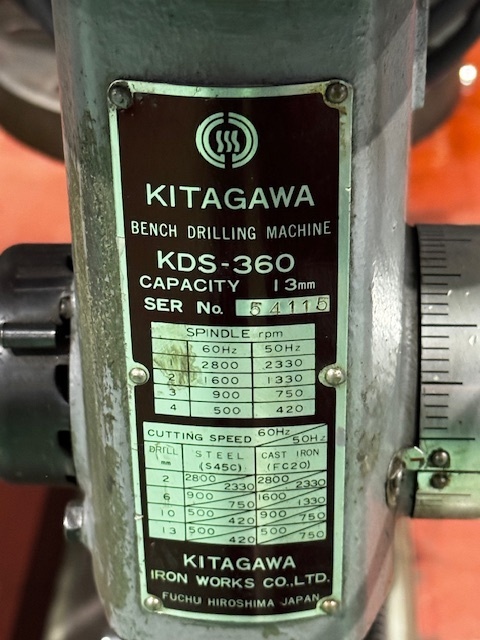 KITAGAWA
BENCH DRILLING MACHINE
KDS-360
CAPACITY 13mm
SER No. 54115
SPINDLE rpm
60Hz 50Hz
1 2800 2330
2 1600 1330
3 900 750
4 500 420
CUTTING SPEED 60Hz 50Hz
DRILL mm STEEL (S45C) CAST IRON (FC20)
2 2800 2330 2800 2330
6 900 750 1600 1330
10 500 420 900 750
13 500 420 500 750
KITAGAWA
IRON WORKS CO.,LTD.
FUCHU HIROSHIMA JAPAN